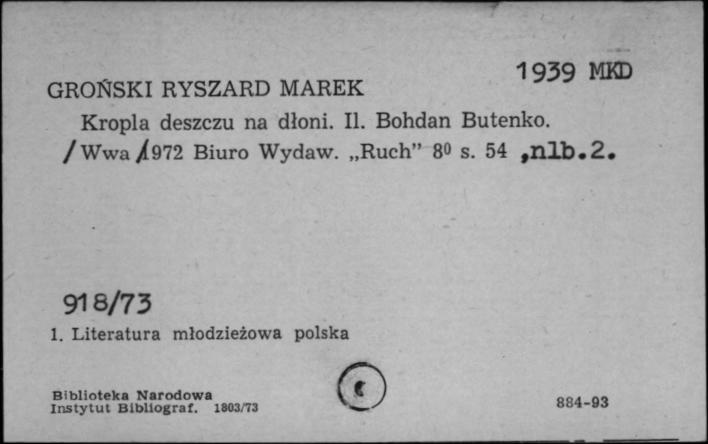 1939 MKD
GROŃSKI RYSZARD MAREK
Kropla deszczu na dłoni. Il. Bohdan Butenko.
/Wwa /1972 Biuro Wydaw. „Ruch” 8⁰ s. 54 ,nlb.2.
918/73
1. Literatura młodzieżowa polska
Biblioteka Narodowa
Instytut Bibliograf. 1803/73
884-93